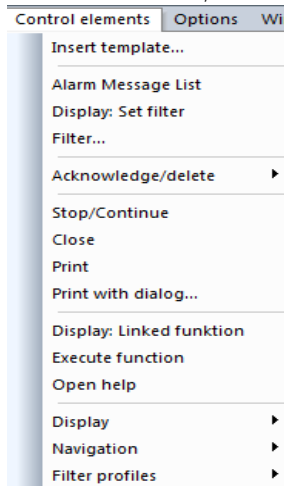 Control elements Options Wi
Insert template...
Alarm Message List
Display: Set filter
Filter...
Acknowledge/delete
Stop/Continue
Close
Print
Print with dialog...
Display: Linked funktion
Execute function
Open help
Display
Navigation
Filter profiles